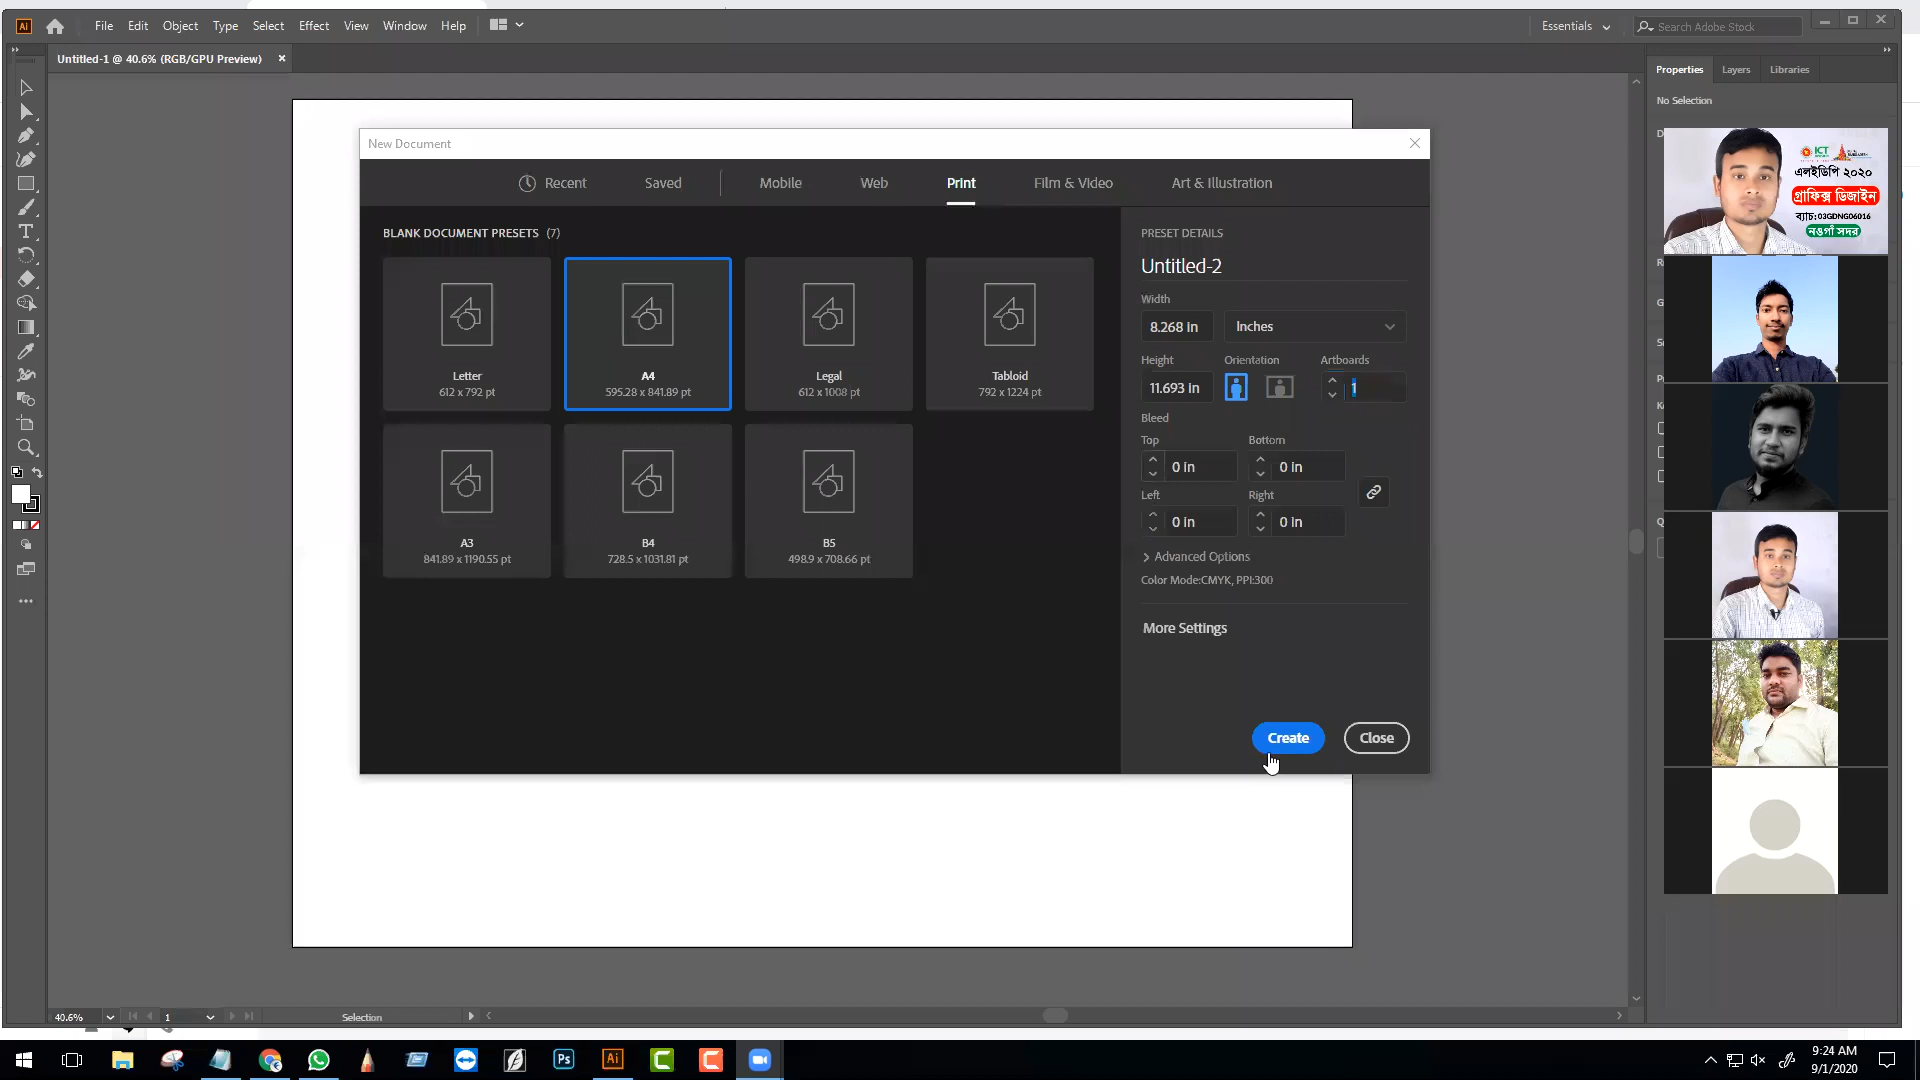 File Edit Object Type Select Effect View Window Help
Essentials
Search Adobe Stock
Untitled-1 @ 40.6% (RGB/GPU Preview)
Properties Layers Libraries
No Selection
New Document
Recent Saved Mobile Web Print Film & Video Art & Illustration
BLANK DOCUMENT PRESETS (7)
Letter
612 x 792 pt
A4
595.28 x 841.89 pt
Legal
612 x 1008 pt
Tabloid
792 x 1224 pt
A3
841.89 x 1190.55 pt
B4
728.5 x 1031.81 pt
B5
498.9 x 708.66 pt
PRESET DETAILS
Untitled-2
Width
8.268 in Inches
Height Orientation Artboards
11.693 in 1
Bleed
Top Bottom
0 in 0 in
Left Right
0 in 0 in
Advanced Options
Color Mode:CMYK, PPI:300
More Settings
Create Close
ICT
এলইডিপি ২০২০
গ্রাফিক্স ডিজাইন
ব্যাচ:03GDNG06016
নওগাঁ সদর
40.6% 1 Selection
9:24 AM
9/1/2020